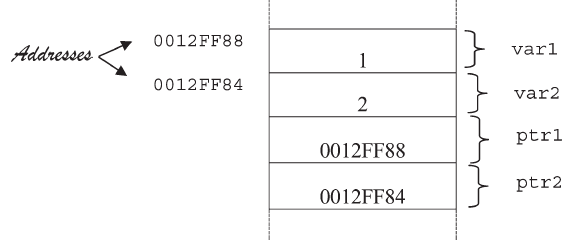 0012FF88
var1
Addresses
1
0012FF84
var2
2
ptr1
0012FF88
ptr2
0012FF84